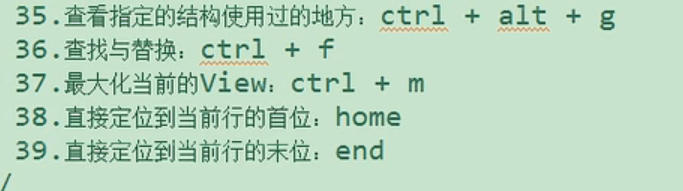 35.查看指定的结构使用过的地方：ctrl + alt + g
36.查找与替换：ctrl + f
37.最大化当前的View：ctrl + m
38.直接定位到当前行的首位：home
39.直接定位到当前行的末位：end
/